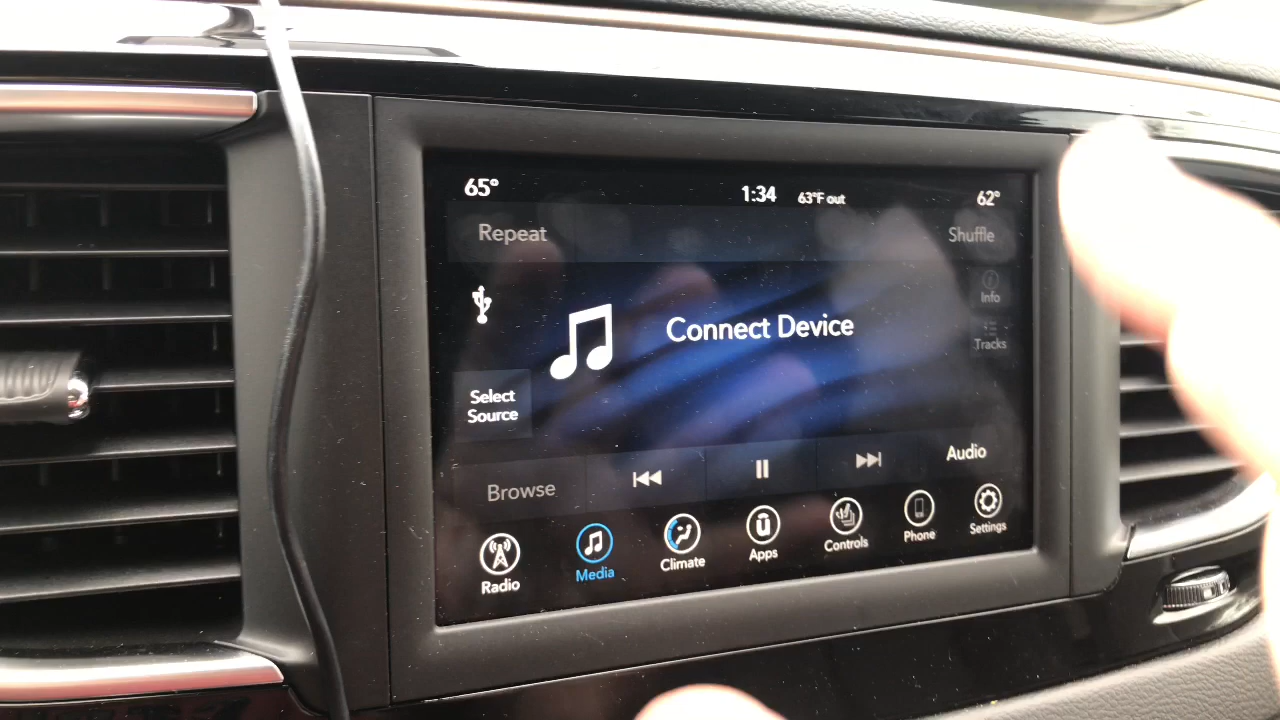 65°
1:34
63°F out
62°
Repeat
Shuffle
Info
Connect Device
Tracks
Select
Source
Browse
Audio
Radio
Media
Climate
Apps
Controls
Phone
Settings